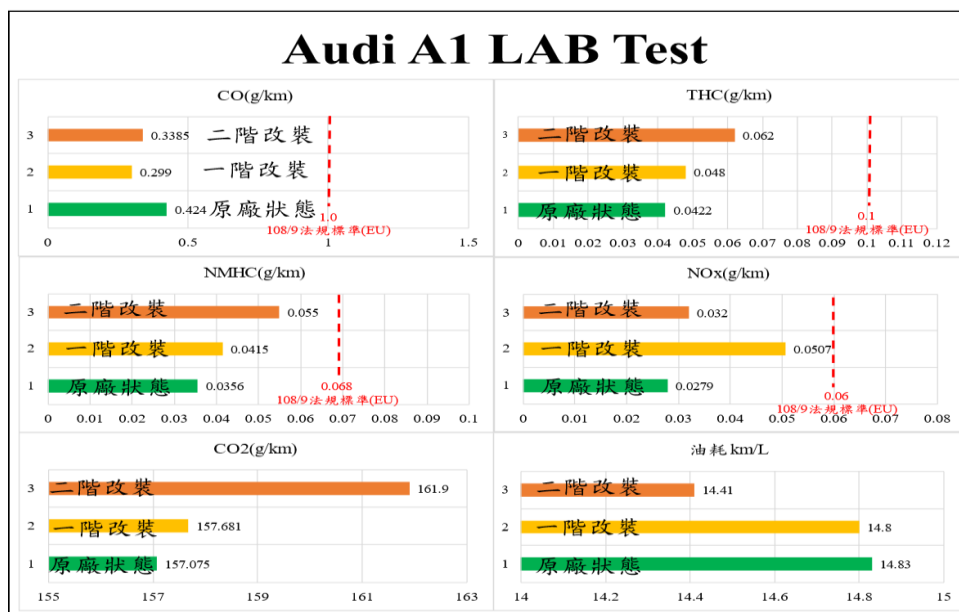 Audi A1 LAB Test
CO(g/km)
3 0.3385 二階改裝
2 0.299 一階改裝
1 0.424 原廠狀態
1.0
0 0.5 1 1.5
108/9法規標準(EU)
THC(g/km)
3 二階改裝 0.062
2 一階改裝 0.048
1 原廠狀態 0.0422
0.1
108/9法規標準(EU)
0 0.01 0.02 0.03 0.04 0.05 0.06 0.07 0.08 0.09 0.1 0.11 0.12
NMHC(g/km)
3 二階改裝 0.055
2 一階改裝 0.0415
1 原廠狀態 0.0356
0.068
108/9法規標準(EU)
0 0.01 0.02 0.03 0.04 0.05 0.06 0.07 0.08 0.09 0.1
NOx(g/km)
3 二階改裝 0.032
2 一階改裝 0.0507
1 原廠狀態 0.0279
0.06
108/9法規標準(EU)
0 0.01 0.02 0.03 0.04 0.05 0.06 0.07 0.08
CO2(g/km)
3 二階改裝 161.9
2 一階改裝 157.681
1 原廠狀態 157.075
155 157 159 161 163
油耗 km/L
3 二階改裝 14.41
2 一階改裝 14.8
1 原廠狀態 14.83
14 14.2 14.4 14.6 14.8 15